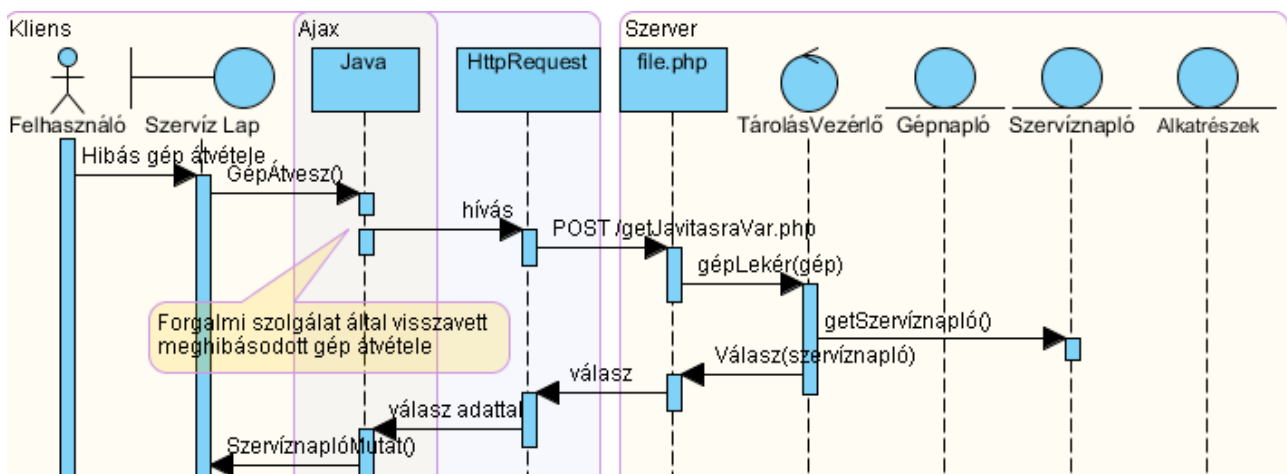 Kliens
Ajax
Szerver
Java
HttpRequest
file.php
Felhasználó
Szervíz Lap
TárolásVezérlő
Gépnapló
Szervíznapló
Alkatrészek
Hibás gép átvétele
GépÁtvesz()
hívás
POST /getJavitasraVar.php
gépLekér(gép)
Forgalmi szolgálat által visszavett
meghibásodott gép átvétele
getSzervíznapló()
Válasz(szervíznapló)
válasz
válasz adattal
SzervíznaplóMutat()